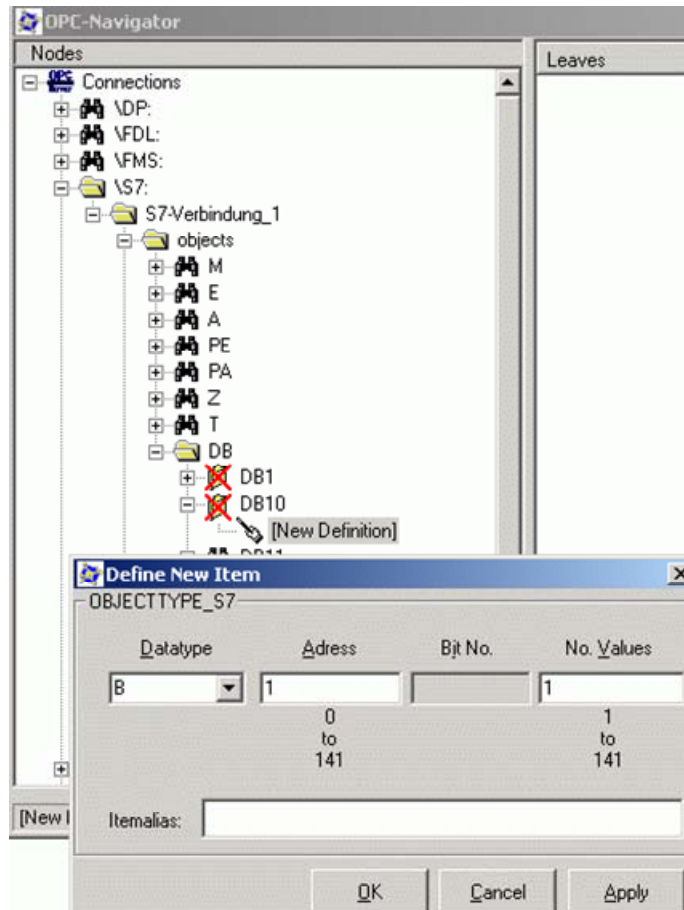 OPC-Navigator
Nodes
Leaves
OPC
Connections
\DP:
\FDL:
\FMS:
\S7:
S7-Verbindung_1
objects
M
E
A
PE
PA
Z
T
DB
DB1
DB10
[New Definition]
DB11
Define New Item
OBJECTTYPE_S7
Datatype Adress Bit No. No. Values
B 1 1
0 1
to to
141 141
[New
Itemalias:
OK Cancel Apply